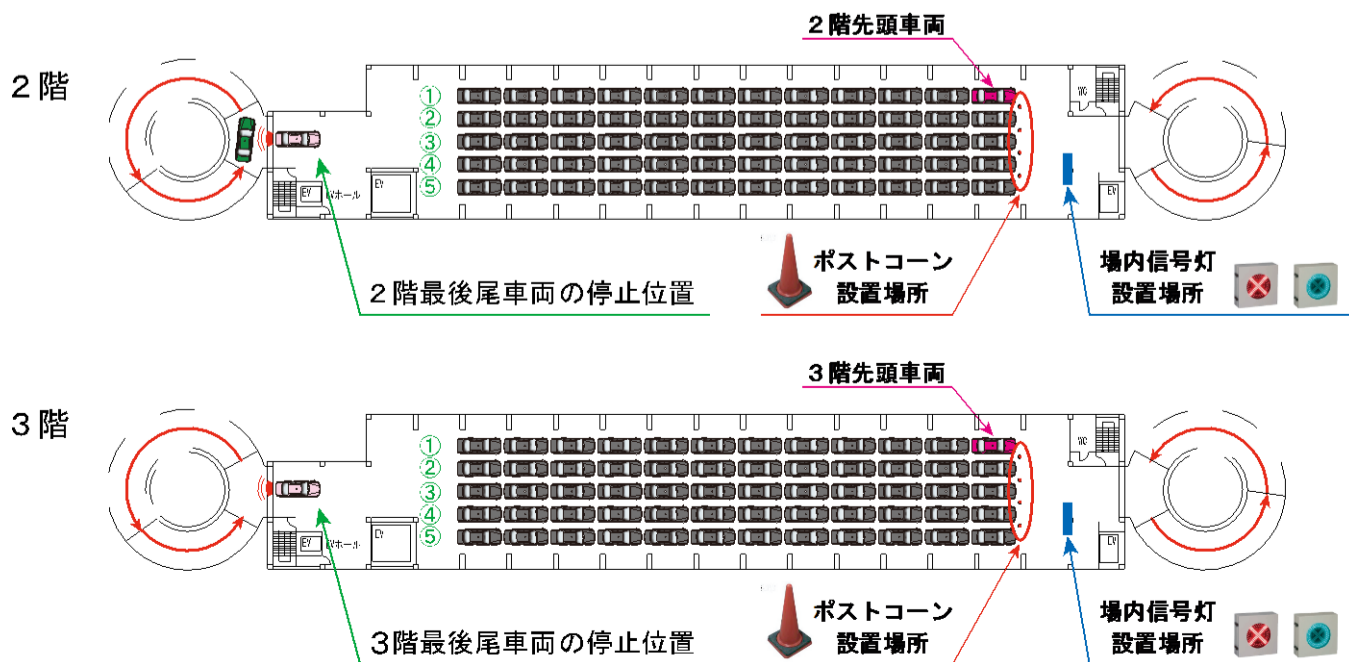 2階先頭車両
2階
①
②
③
④
⑤
WC
EV
EVホール
EV
EV
2階最後尾車両の停止位置
ポストコーン
設置場所
場内信号灯
設置場所
3階先頭車両
3階
①
②
③
④
⑤
WC
EV
EVホール
EV
EV
3階最後尾車両の停止位置
ポストコーン
設置場所
場内信号灯
設置場所